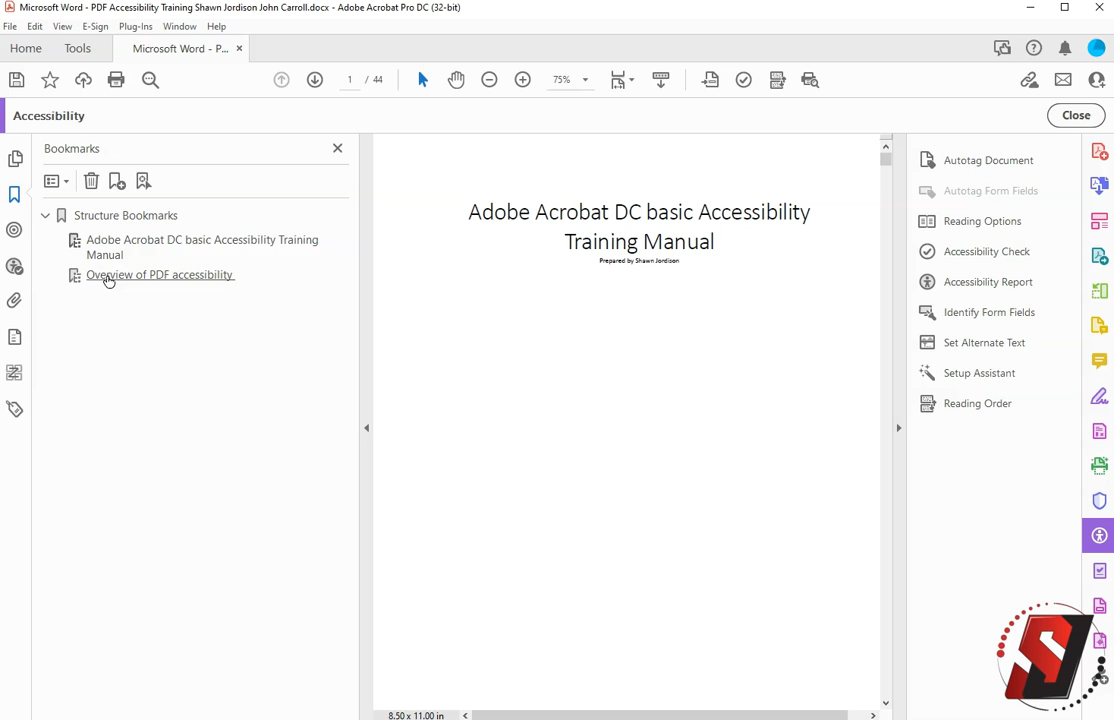 Microsoft Word - PDF Accessibility Training Shawn Jordison John Carroll.docx - Adobe Acrobat Pro DC (32-bit)
File Edit View E-Sign Plug-Ins Window Help
Home Tools Microsoft Word - P... ×
1 / 44 75%
Accessibility Close
Bookmarks
Structure Bookmarks
Adobe Acrobat DC basic Accessibility Training
Manual
Overview of PDF accessibility
Adobe Acrobat DC basic Accessibility
Training Manual
Prepared by Shawn Jordison
8.50 x 11.00 in
Autotag Document
Autotag Form Fields
Reading Options
Accessibility Check
Accessibility Report
Identify Form Fields
Set Alternate Text
Setup Assistant
Reading Order